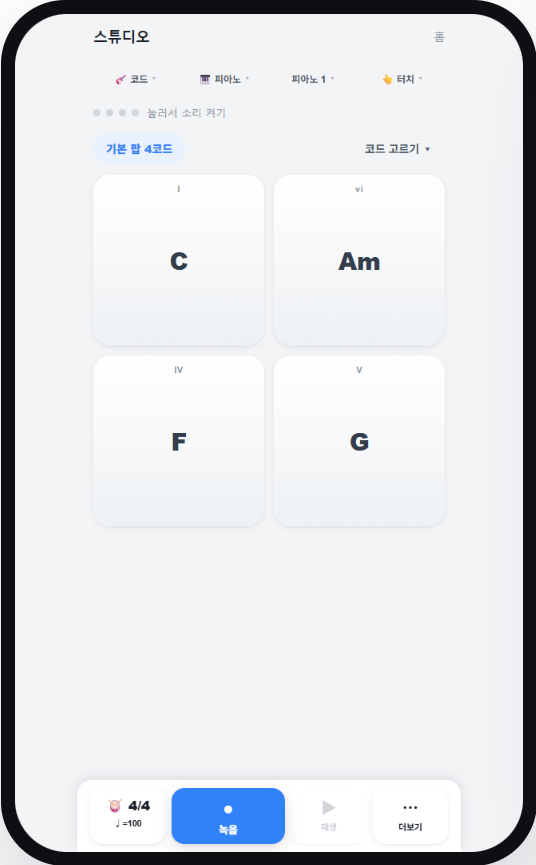 스튜디오 홈
🎸 코드 ▾ 🎹 피아노 ▾ 피아노 1 ▾ 👆 터치 ▾
눌러서 소리 켜기
기본 팝 4코드 코드 고르기 ▾
I vi
C Am
IV V
F G
4/4
♩=100
녹음 재생 더보기